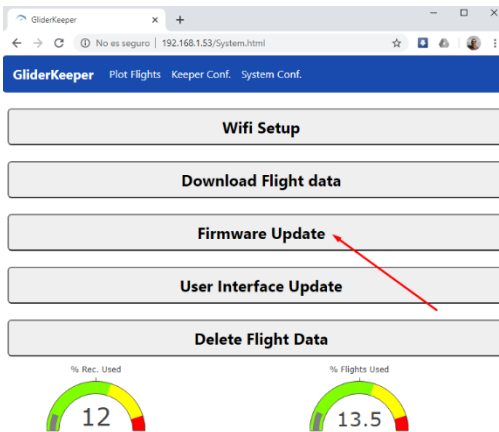 GliderKeeper
No es seguro | 192.168.1.53/System.html
GliderKeeper Plot Flights Keeper Conf. System Conf.
Wifi Setup
Download Flight data
Firmware Update
User Interface Update
Delete Flight Data
% Rec. Used % Flights Used
12 13.5